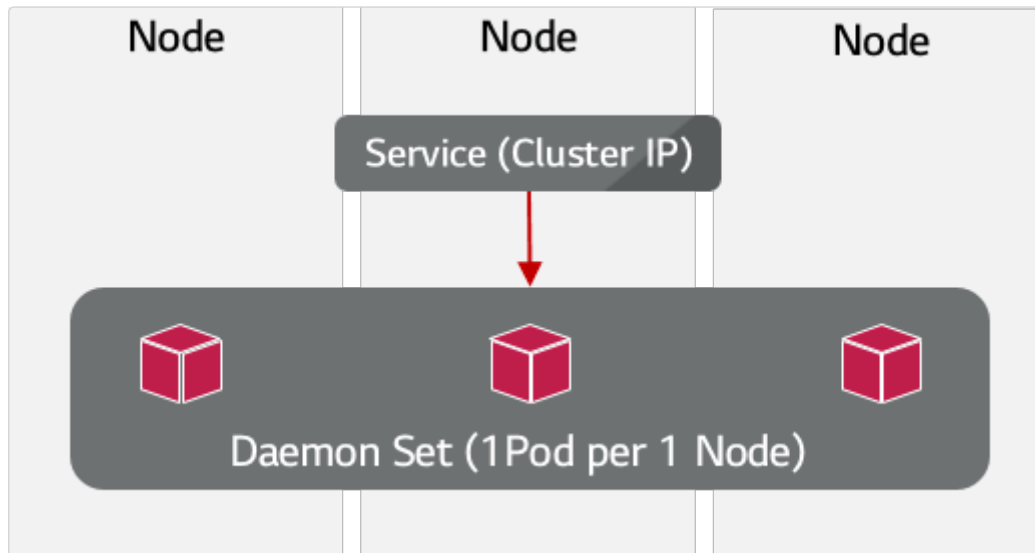 Node
Node
Node
Service (Cluster IP)
Daemon Set (1Pod per 1 Node)